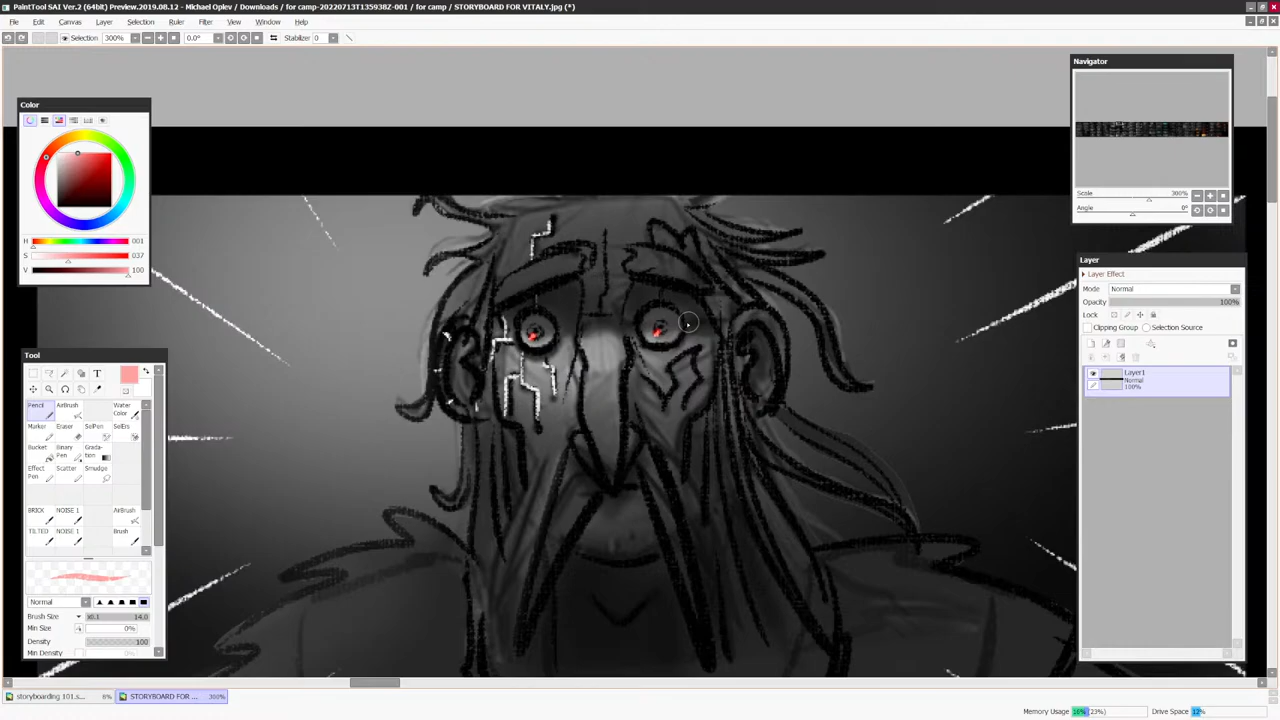 PaintTool SAI Ver.2 (64bit) Preview.2019.08.12 - Michael Oplev / Downloads / for camp-20220713T135938Z-001 / for camp / STORYBOARD FOR VITALY.jpg (*)
File Edit Canvas Layer Selection Ruler Filter View Window Help
Selection 300% 0.0° Stabilizer 0
Color
H 001
S 037
V 100
Tool
T
Pencil AirBrush Water Color
Marker Eraser SelPen SelErs
Bucket Binary Pen Grada-tion
Effect Pen Scatter Smudge
BRICK NOISE 1 AirBrush
TILTED NOISE 1 Brush
Normal
Brush Size x0.1 14.0
Min Size 0%
Density 100
Min Density 0%
Navigator
Scale 300%
Angle 0°
Layer
Layer Effect
Mode Normal
Opacity 100%
Lock
Clipping Group Selection Source
Layer1
Normal
100%
storyboarding 101.s... 6% STORYBOARD FOR ... 300%
Memory Usage 16% (23%) Drive Space 12%